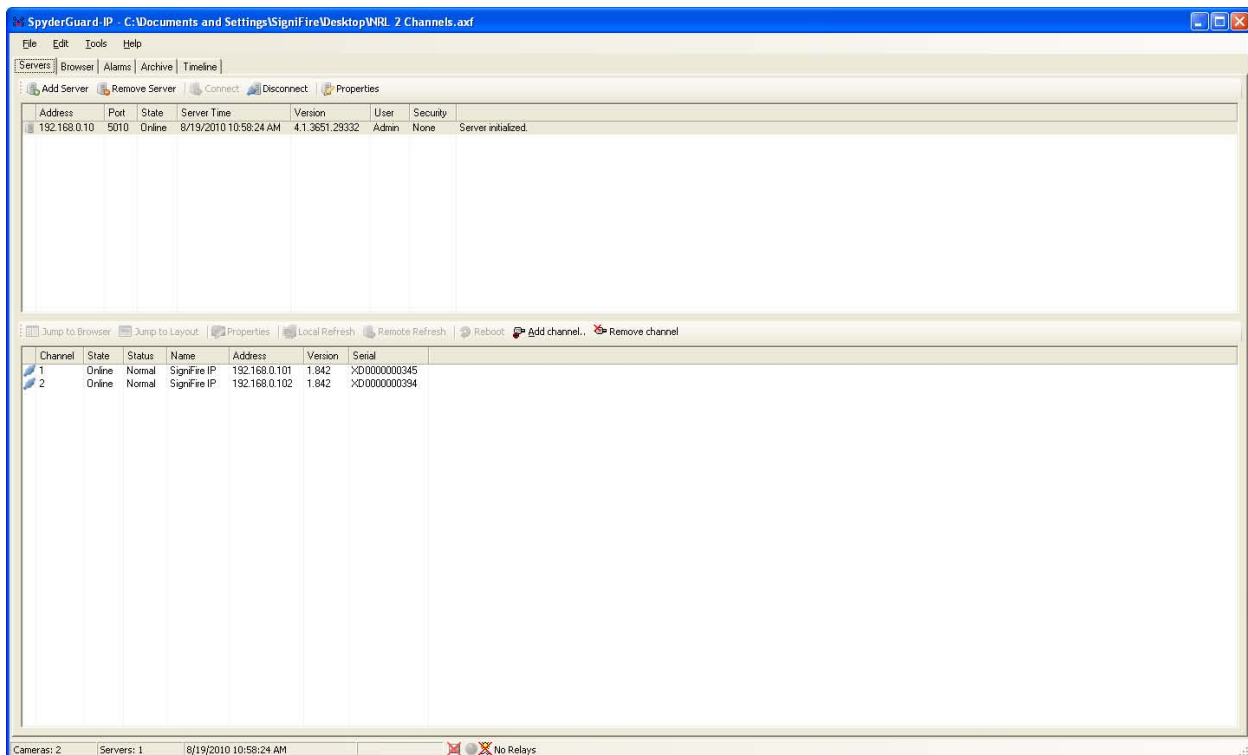 SpyderGuard-IP - C:\Documents and Settings\SigniFire\Desktop\NRL 2 Channels.axf
File Edit Tools Help
Servers Browser Alarms Archive Timeline
Add Server Remove Server Connect Disconnect Properties
Address Port State Server Time Version User Security
192.168.0.10 5010 Online 8/19/2010 10:58:24 AM 4.1.3651.29332 Admin None Server initialized.
Jump to Browser Jump to Layout Properties Local Refresh Remote Refresh Reboot Add channel.. Remove channel
Channel State Status Name Address Version Serial
1 Online Normal SigniFire IP 192.168.0.101 1.842 XD0000000345
2 Online Normal SigniFire IP 192.168.0.102 1.842 XD0000000394
Cameras: 2 Servers: 1 8/19/2010 10:58:24 AM No Relays